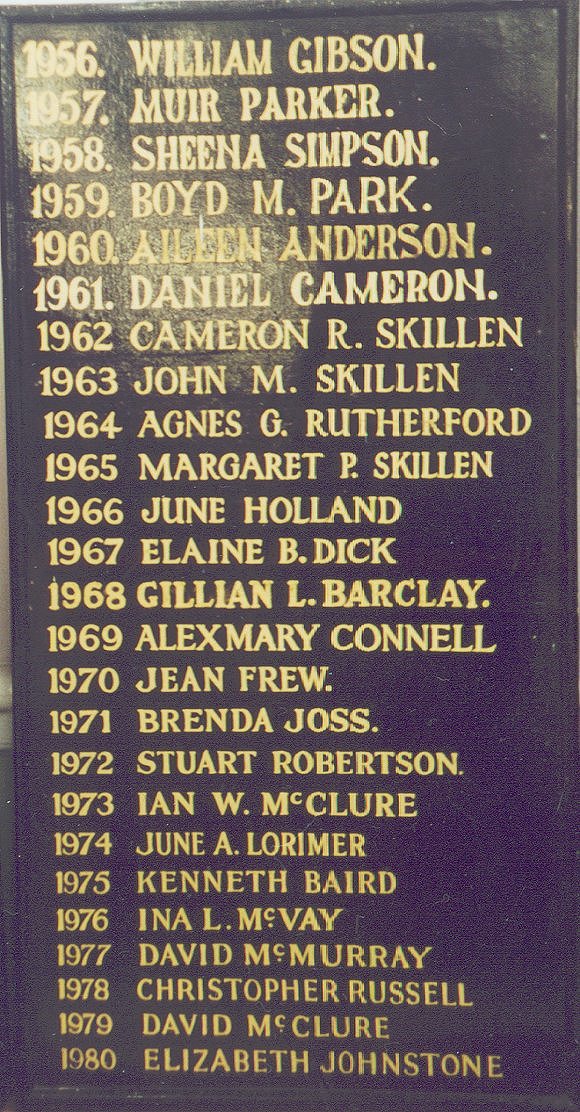 1956. WILLIAM GIBSON.
1957. MUIR PARKER.
1958. SHEENA SIMPSON.
1959. BOYD M. PARK.
1960. AILEEN ANDERSON.
1961. DANIEL CAMERON.
1962 CAMERON R. SKILLEN
1963 JOHN M. SKILLEN
1964 AGNES G. RUTHERFORD
1965 MARGARET P. SKILLEN
1966 JUNE HOLLAND
1967 ELAINE B. DICK
1968 GILLIAN L. BARCLAY.
1969 ALEXMARY CONNELL
1970 JEAN FREW.
1971 BRENDA JOSS.
1972 STUART ROBERTSON.
1973 IAN W. McCLURE
1974 JUNE A. LORIMER
1975 KENNETH BAIRD
1976 INA L. McVAY
1977 DAVID McMURRAY
1978 CHRISTOPHER RUSSELL
1979 DAVID McCLURE
1980 ELIZABETH JOHNSTONE